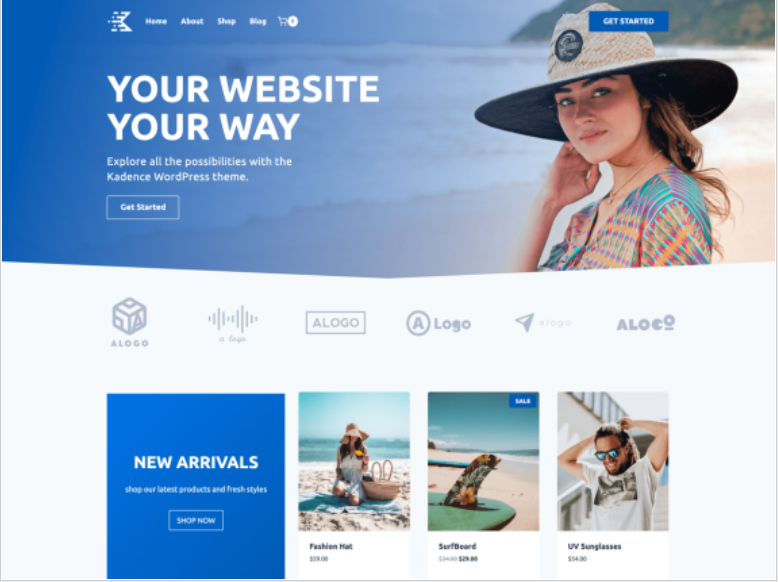 Home About Shop Blog 0
GET STARTED
YOUR WEBSITE
YOUR WAY
Explore all the possibilities with the
Kadence WordPress theme.
Get Started
ALOGO
a logo
ALOGO
A Logo
alogo
ALOCO
NEW ARRIVALS
shop our latest products and fresh styles
SHOP NOW
SALE
Fashion Hat
$59.00
SurfBoard
$34.00 $29.00
UV Sunglasses
$54.00